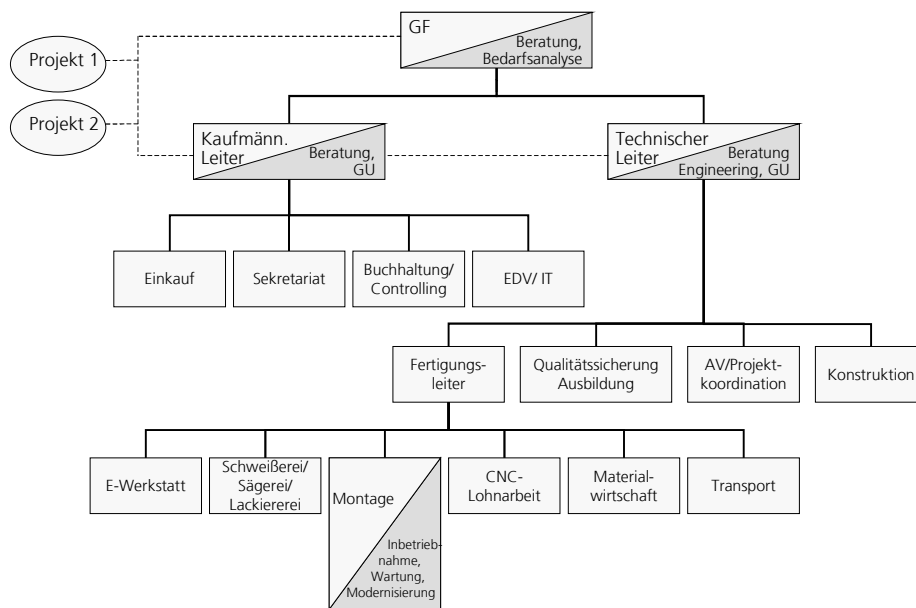 GF
Beratung,
Bedarfsanalyse
Projekt 1
Projekt 2
Kaufmänn.
Leiter
Beratung,
GU
Technischer
Leiter
Beratung
Engineering, GU
Einkauf
Sekretariat
Buchhaltung/
Controlling
EDV/ IT
Fertigungs-
leiter
Qualitätssicherung
Ausbildung
AV/Projekt-
koordination
Konstruktion
E-Werkstatt
Schweißerei/
Sägerei/
Lackiererei
Montage
Inbetrieb-
nahme,
Wartung,
Modernisierung
CNC-
Lohnarbeit
Material-
wirtschaft
Transport